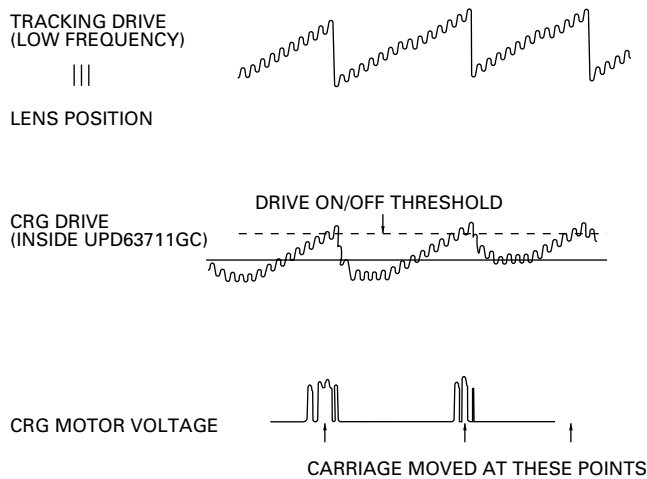 TRACKING DRIVE
(LOW FREQUENCY)
LENS POSITION
DRIVE ON/OFF THRESHOLD
CRG DRIVE
(INSIDE UPD63711GC)
CRG MOTOR VOLTAGE
CARRIAGE MOVED AT THESE POINTS